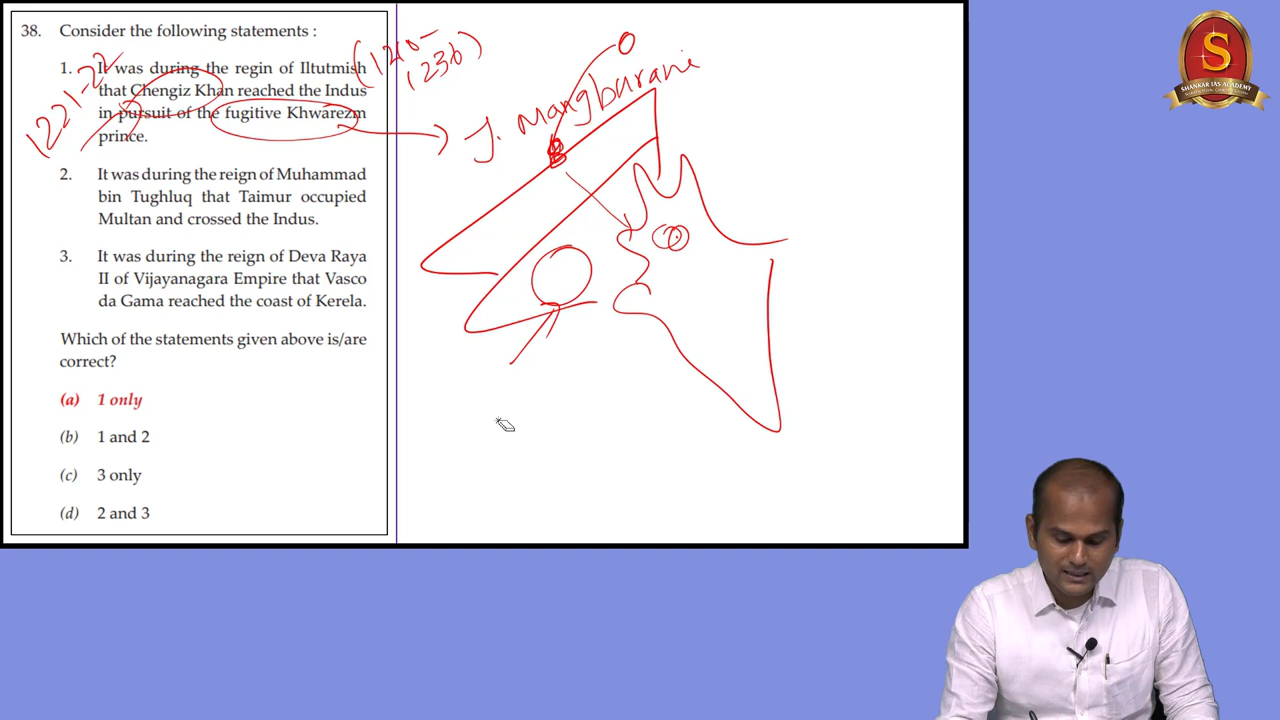 38. Consider the following statements :
1. It was during the regin of Iltutmish
that Chengiz Khan reached the Indus
in pursuit of the fugitive Khwarezm
prince.
2. It was during the reign of Muhammad
bin Tughluq that Taimur occupied
Multan and crossed the Indus.
3. It was during the reign of Deva Raya
II of Vijayanagara Empire that Vasco
da Gama reached the coast of Kerela.
Which of the statements given above is/are
correct?
(a) 1 only
(b) 1 and 2
(c) 3 only
(d) 2 and 3
1221-22
(1210-
1236)
J. Mangburani
S
SHANKAR IAS ACADEMY